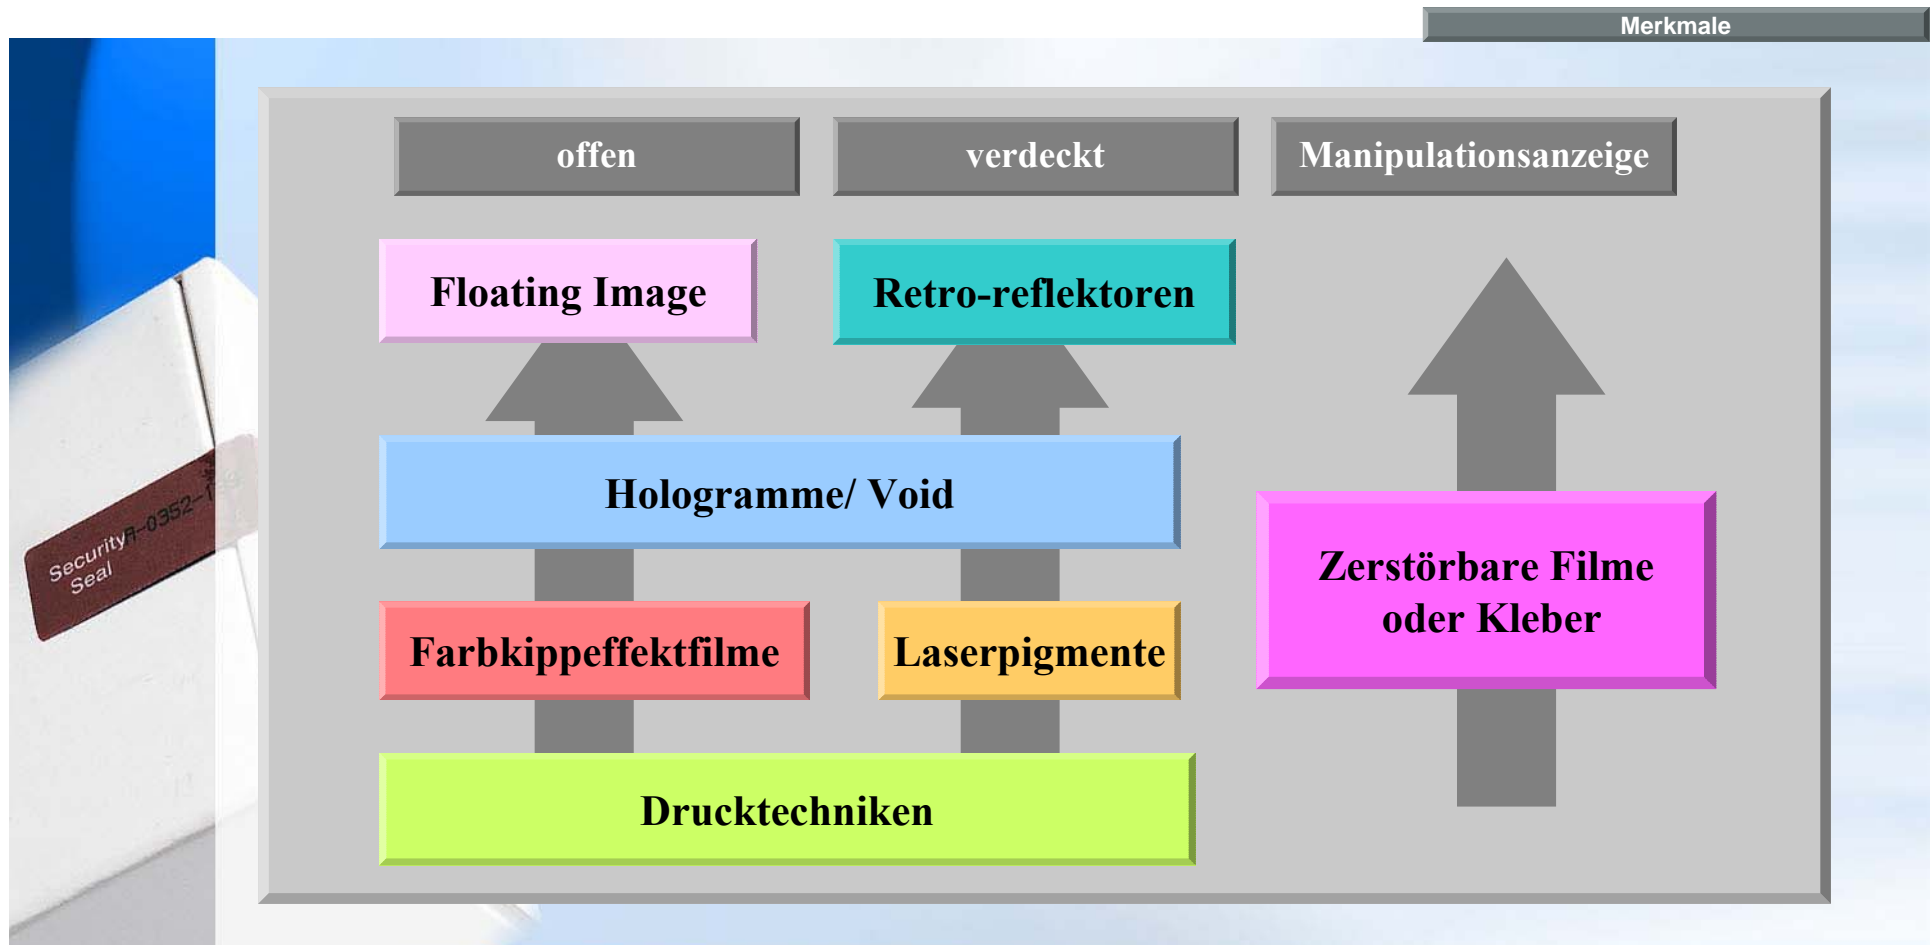 Merkmale
offen
verdeckt
Manipulationsanzeige
Floating Image
Retro-reflektoren
Hologramme/ Void
Zerstörbare Filme
oder Kleber
Farbkippeffektfilme
Laserpigmente
Drucktechniken
Security
Seal